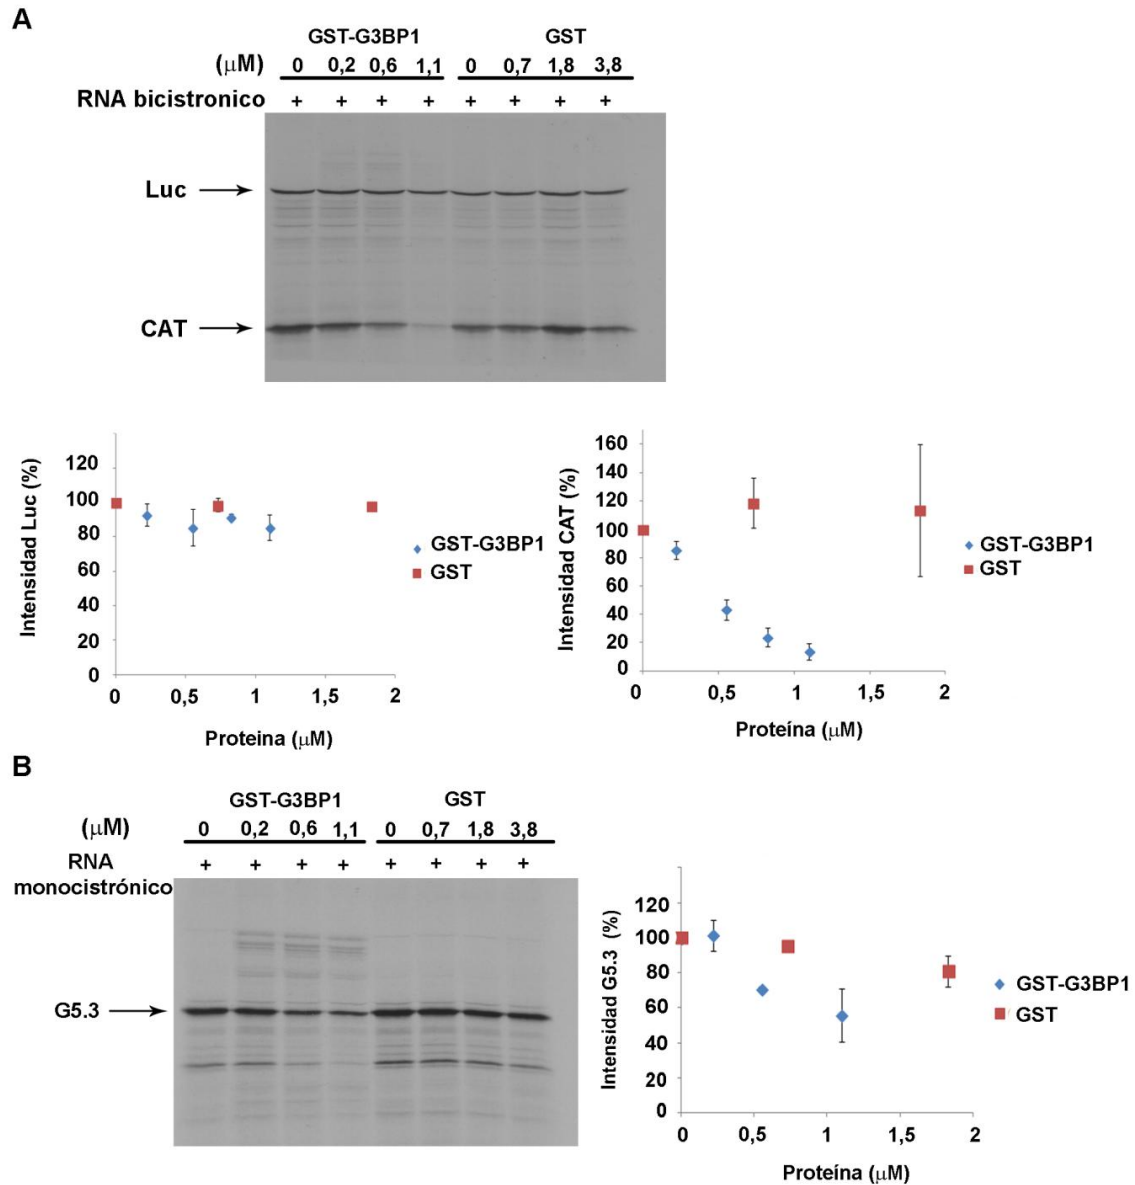 A
GST-G3BP1 GST
(μM) 0 0,2 0,6 1,1 0 0,7 1,8 3,8
RNA bicistronico + + + + + + + +
Luc
CAT
Intensidad Luc (%)
120
100
80
60
40
20
0
0 0,5 1 1,5 2
Proteina (μM)
GST-G3BP1
GST
Intensidad CAT (%)
160
140
120
100
80
60
40
20
0
0 0,5 1 1,5 2
Proteína (μM)
GST-G3BP1
GST
B
GST-G3BP1 GST
(μM) 0 0,2 0,6 1,1 0 0,7 1,8 3,8
RNA + + + + + + + +
monocistrónico
G5.3
Intensidad G5.3 (%)
120
100
80
60
40
20
0
0 0,5 1 1,5 2
Proteína (μM)
GST-G3BP1
GST